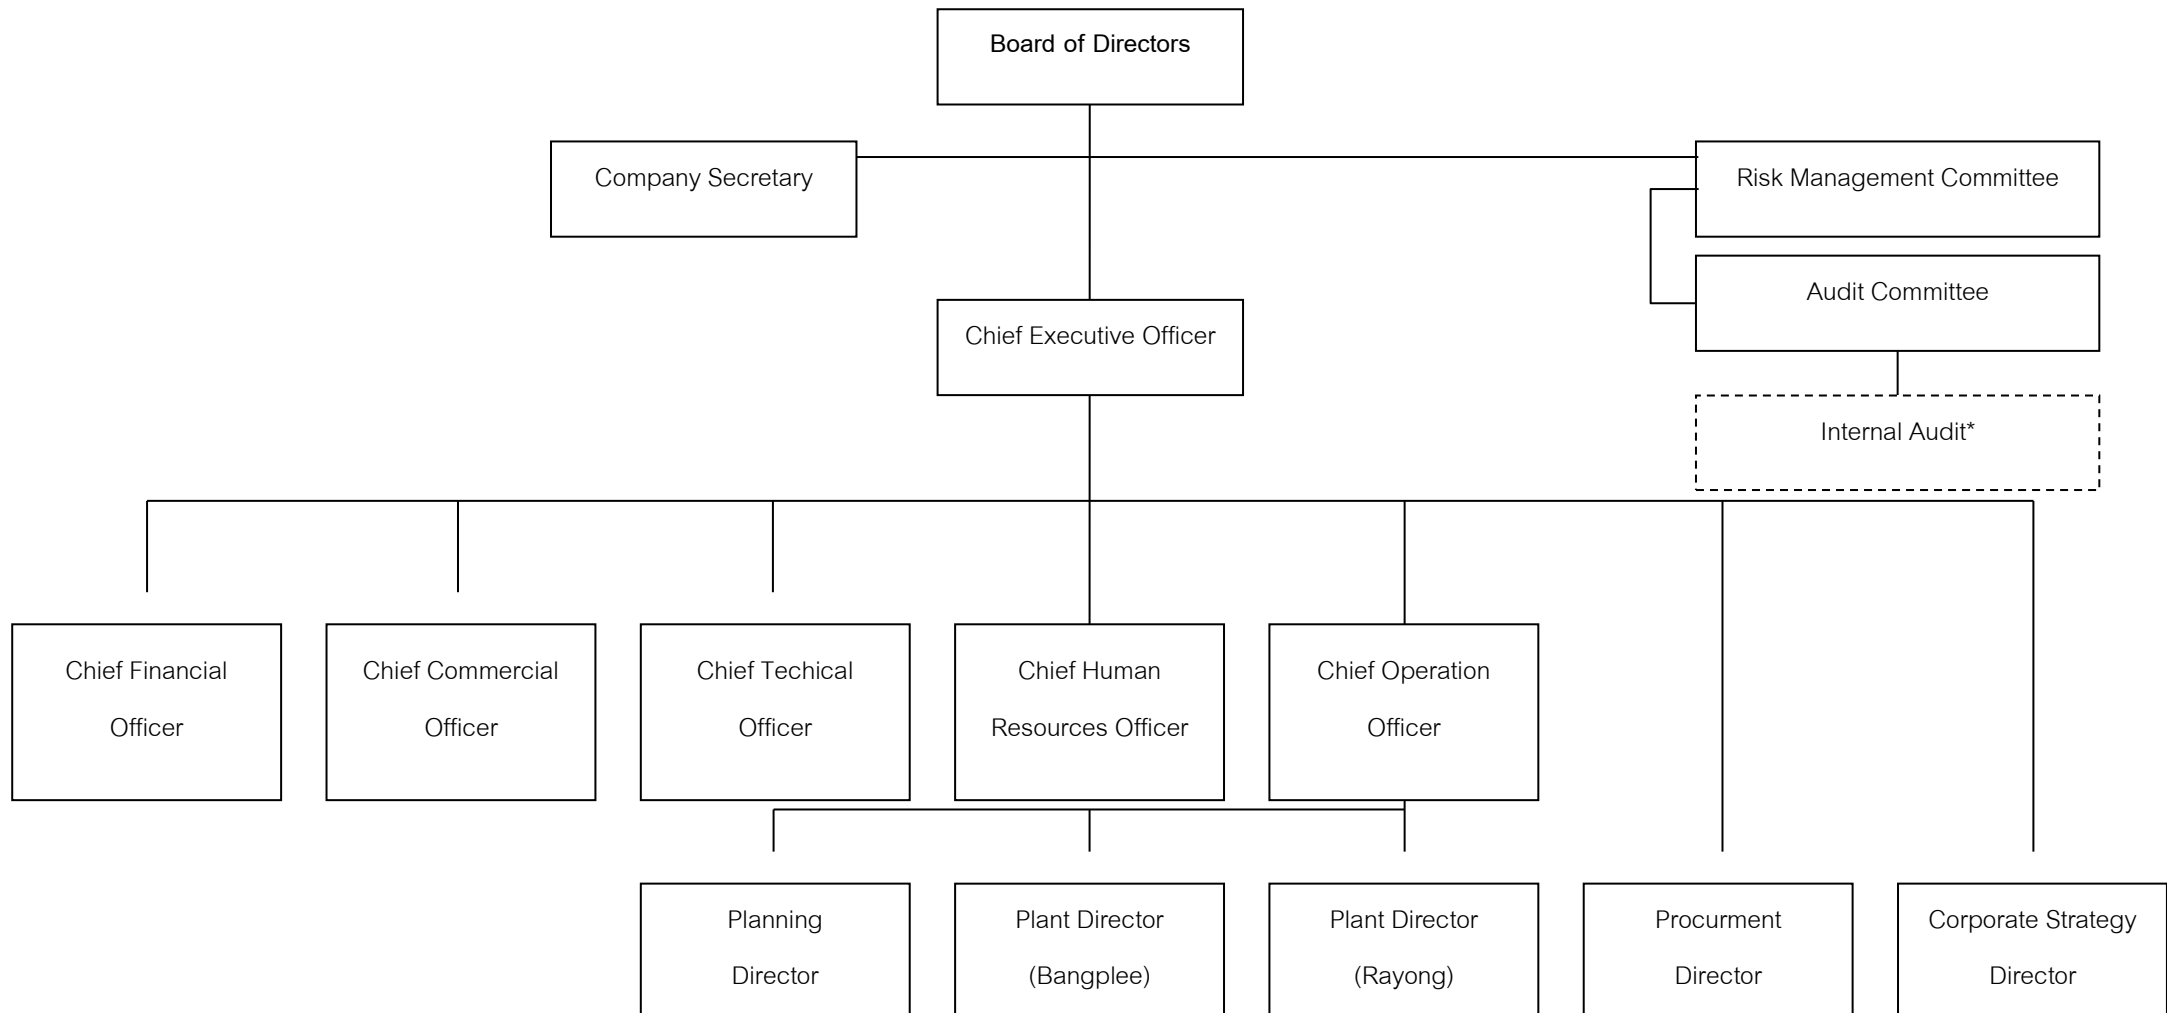 Board of Directors
Company Secretary
Risk Management Committee
Audit Committee
Chief Executive Officer
Internal Audit*
Chief Financial
Officer
Chief Commercial
Officer
Chief Techical
Officer
Chief Human
Resources Officer
Chief Operation
Officer
Planning
Director
Plant Director
(Bangplee)
Plant Director
(Rayong)
Procurment
Director
Corporate Strategy
Director